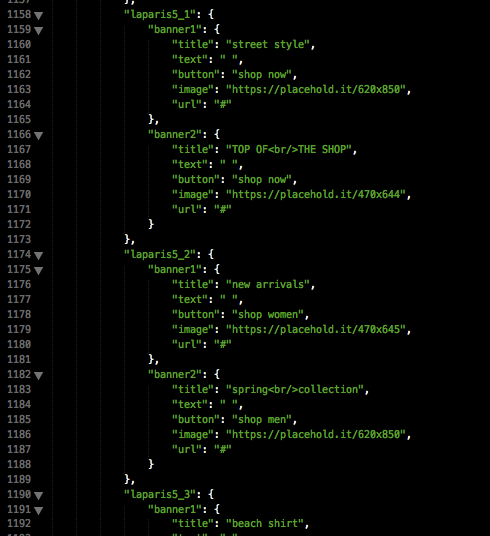 1158 "laparis5_1": {
1159 "banner1": {
1160 "title": "street style",
1161 "text": " ",
1162 "button": "shop now",
1163 "image": "https://placehold.it/620x850",
1164 "url": "#"
1165 },
1166 "banner2": {
1167 "title": "TOP OF<br/>THE SHOP",
1168 "text": " ",
1169 "button": "shop now",
1170 "image": "https://placehold.it/470x644",
1171 "url": "#"
1172 }
1173 },
1174 "laparis5_2": {
1175 "banner1": {
1176 "title": "new arrivals",
1177 "text": " ",
1178 "button": "shop women",
1179 "image": "https://placehold.it/470x645",
1180 "url": "#"
1181 },
1182 "banner2": {
1183 "title": "spring<br/>collection",
1184 "text": " ",
1185 "button": "shop men",
1186 "image": "https://placehold.it/620x850",
1187 "url": "#"
1188 }
1189 },
1190 "laparis5_3": {
1191 "banner1": {
1192 "title": "beach shirt",